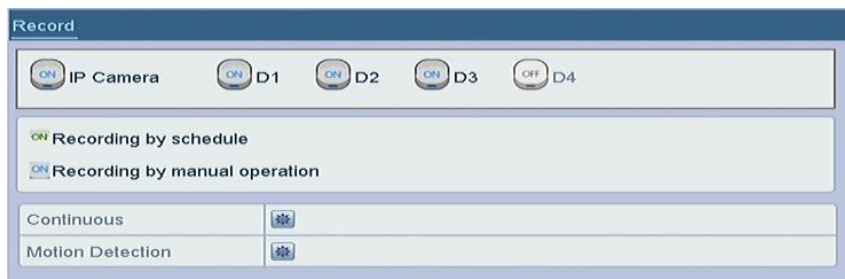 Record
ON IP Camera ON D1 ON D2 ON D3 OFF D4
ON Recording by schedule
ON Recording by manual operation
Continuous
Motion Detection